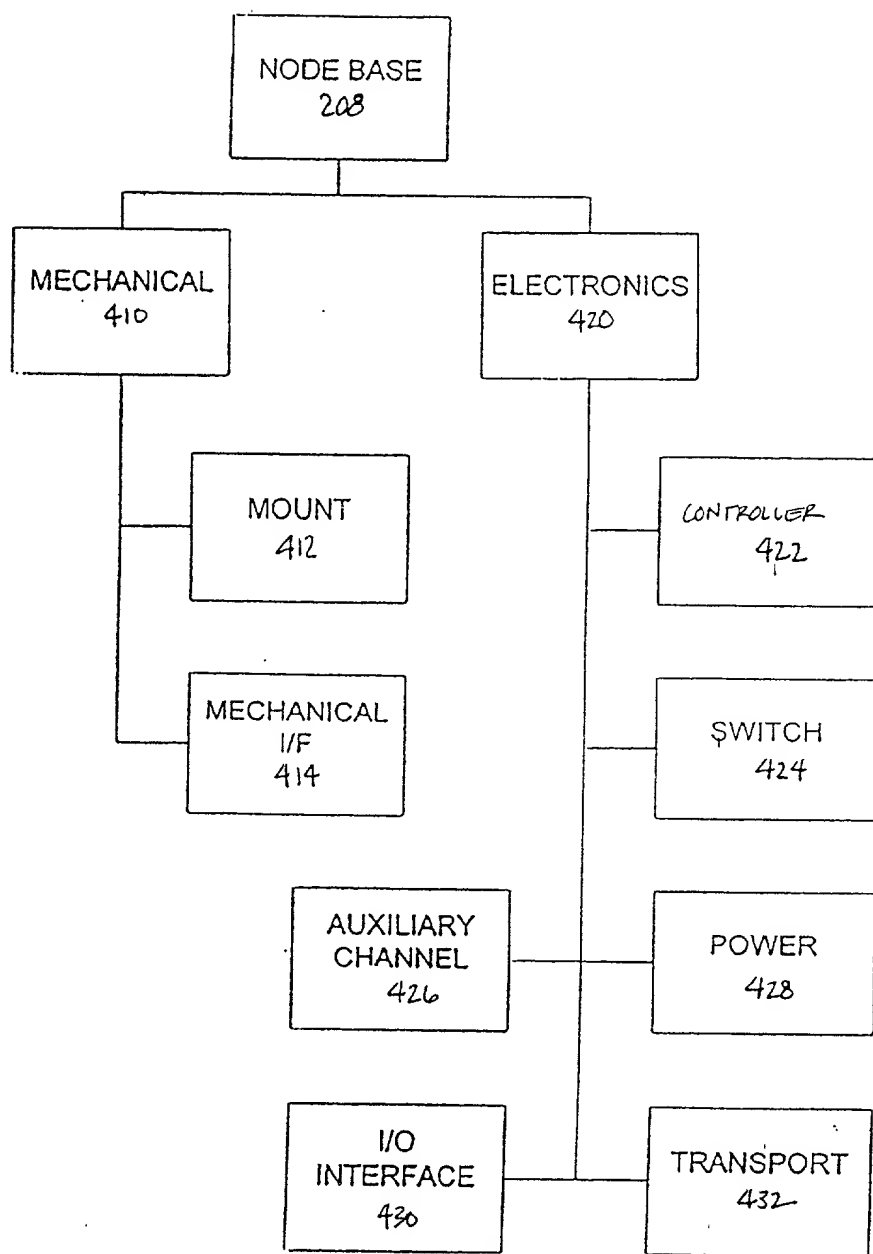 NODE BASE
208
MECHANICAL
410
ELECTRONICS
420
MOUNT
412
CONTROLLER
422
MECHANICAL
I/F
414
SWITCH
424
AUXILIARY
CHANNEL
426
POWER
428
I/O
INTERFACE
430
TRANSPORT
432